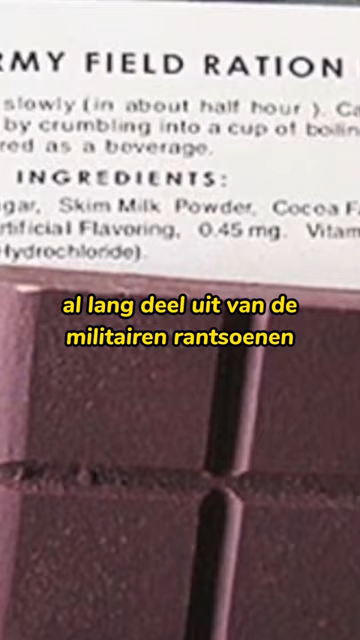 RMY FIELD RATION
slowly (in about half hour ). Ca
by crumbling into a cup of boilin
red as a beverage.
INGREDIENTS:
gar, Skim Milk Powder, Cocoa F
rtificial Flavoring, 0.45 mg. Vitam
Hydrochloride).
al lang deel uit van de
militairen rantsoenen